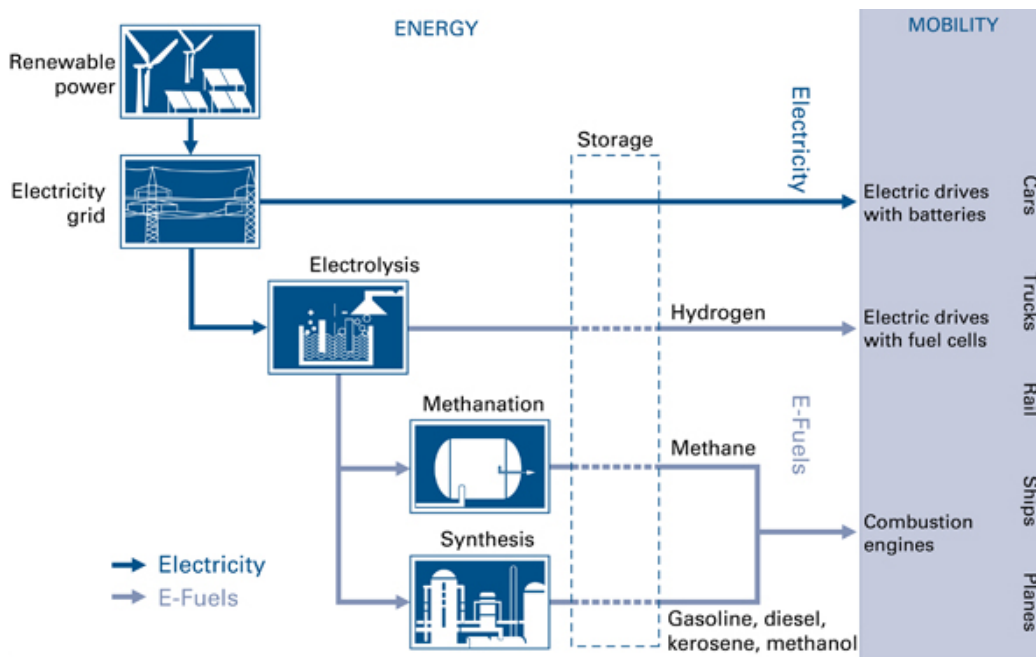 ENERGY
MOBILITY
Renewable
power
Electricity
Storage
Electricity
grid
Electric drives
with batteries
Cars
Electrolysis
Hydrogen
Electric drives
with fuel cells
Trucks
Rail
Methanation
E-Fuels
Methane
Ships
Synthesis
Combustion
engines
Electricity
E-Fuels
Planes
Gasoline, diesel,
kerosene, methanol